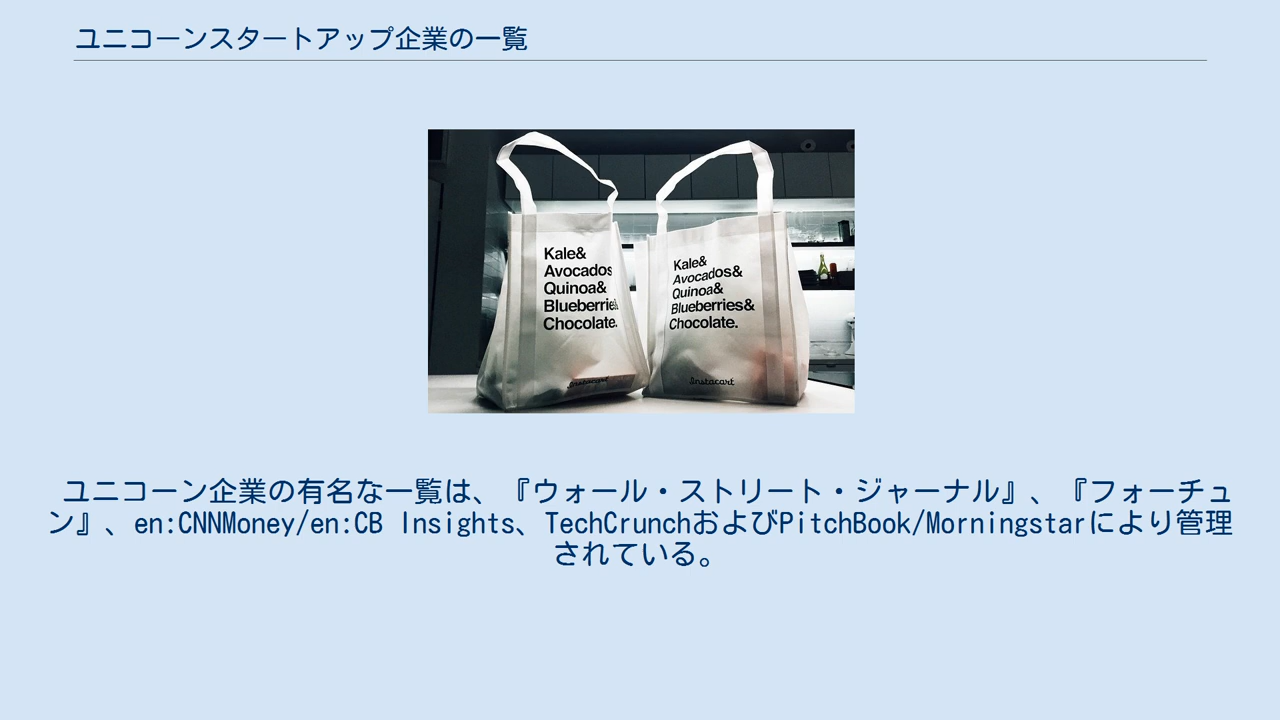 ユニコーンスタートアップ企業の一覧
Kale&
Avocados
Quinoa&
Blueberries
Chocolate.
Instacart
Kale&
Avocados&
Quinoa&
Blueberries&
Chocolate.
Instacart
ユニコーン企業の有名な一覧は、『ウォール・ストリート・ジャーナル』、『フォーチュ
ン』、en:CNNMoney/en:CB Insights、TechCrunchおよびPitchBook/Morningstarにより管理
されている。